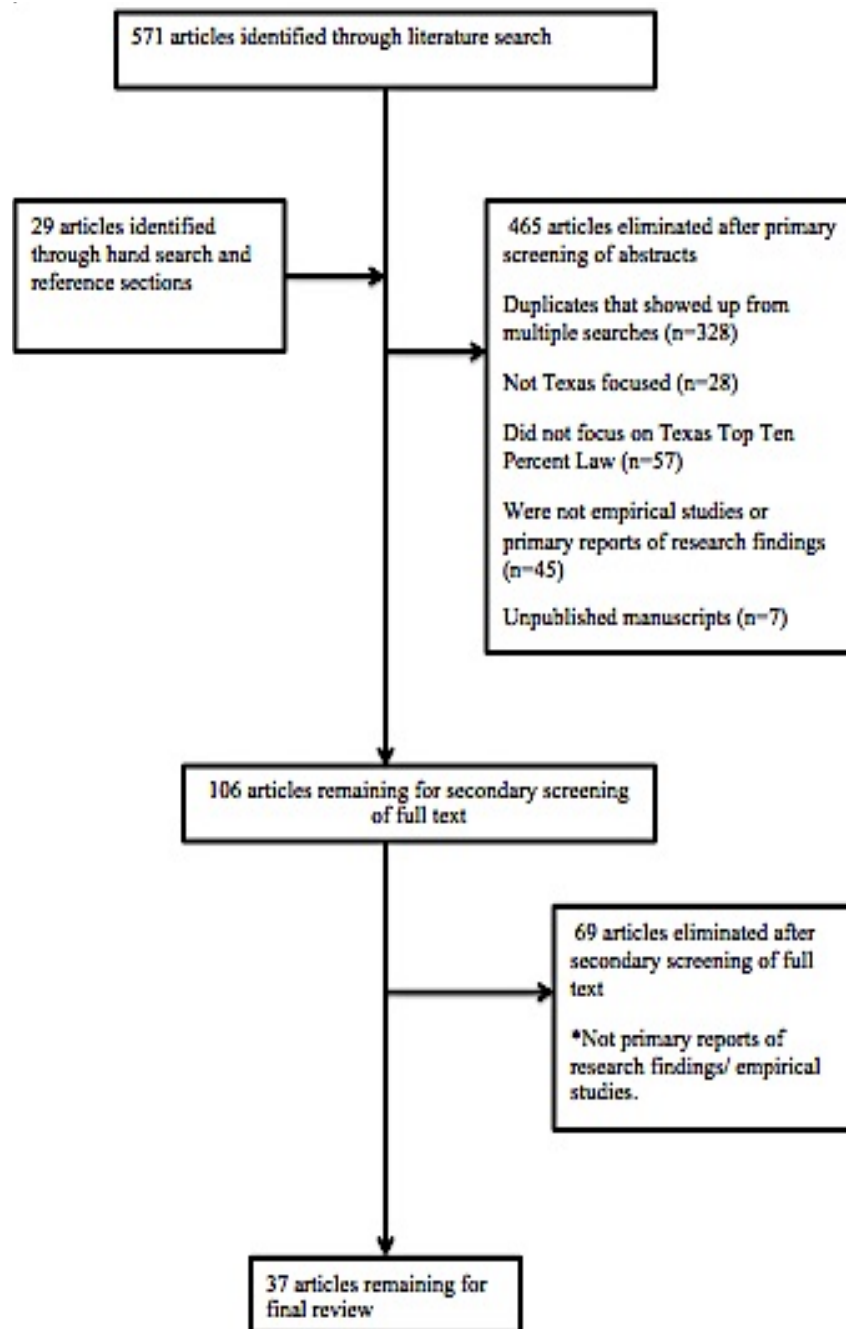 571 articles identified through literature search
29 articles identified
through hand search and
reference sections
465 articles eliminated after primary
screening of abstracts
Duplicates that showed up from
multiple searches (n=328)
Not Texas focused (n=28)
Did not focus on Texas Top Ten
Percent Law (n=57)
Were not empirical studies or
primary reports of research findings
(n=45)
Unpublished manuscripts (n=7)
106 articles remaining for secondary screening
of full text
69 articles eliminated after
secondary screening of full
text
*Not primary reports of
research findings/ empirical
studies.
37 articles remaining for
final review